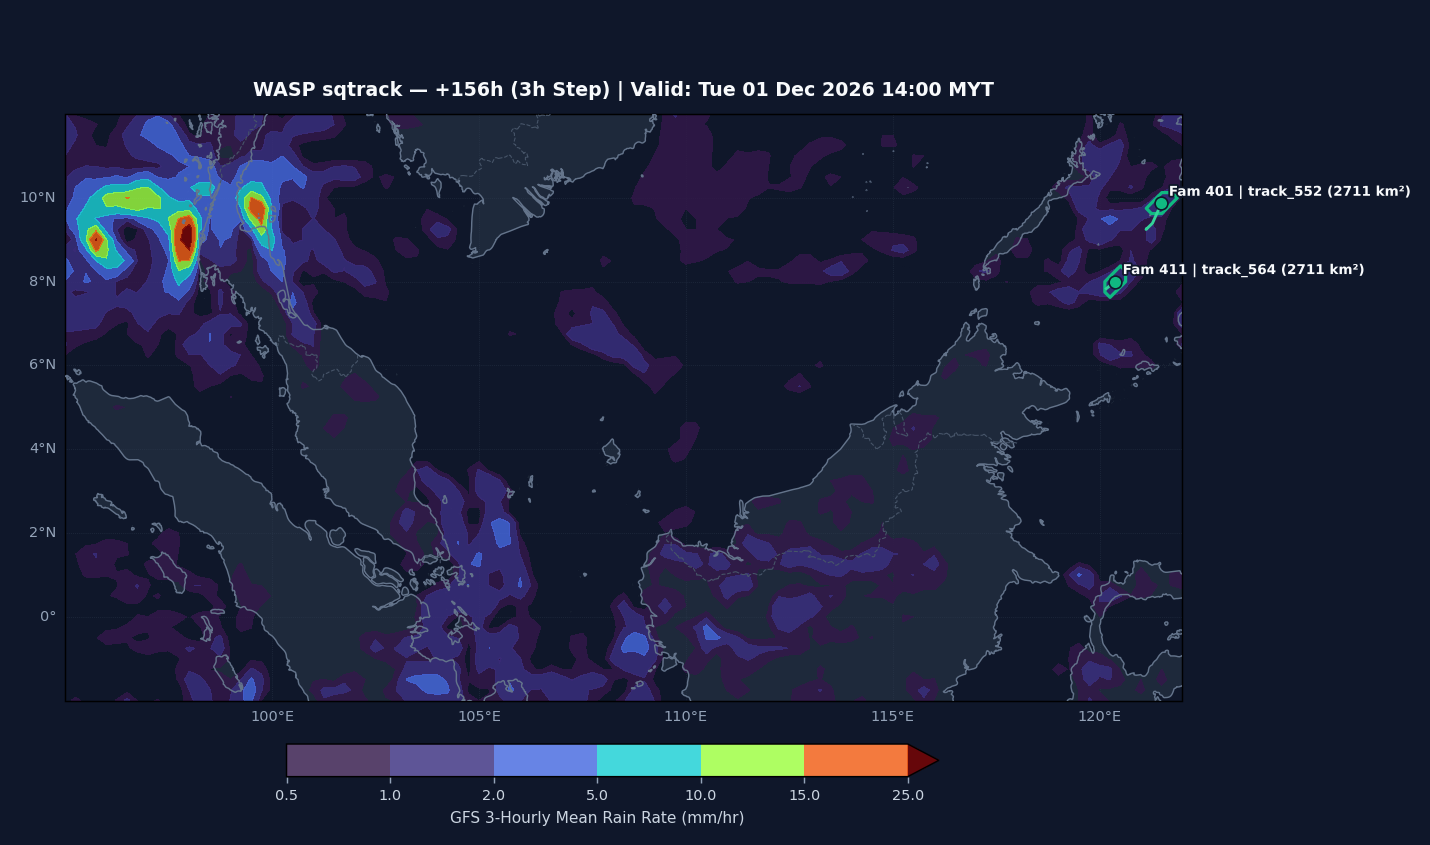 WASP sqtrack — +156h (3h Step) | Valid: Tue 01 Dec 2026 14:00 MYT
10°N
8°N
6°N
4°N
2°N
0°
Fam 401 | track_552 (2711 km²)
Fam 411 | track_564 (2711 km²)
100°E 105°E 110°E 115°E 120°E
0.5 1.0 2.0 5.0 10.0 15.0 25.0
GFS 3-Hourly Mean Rain Rate (mm/hr)